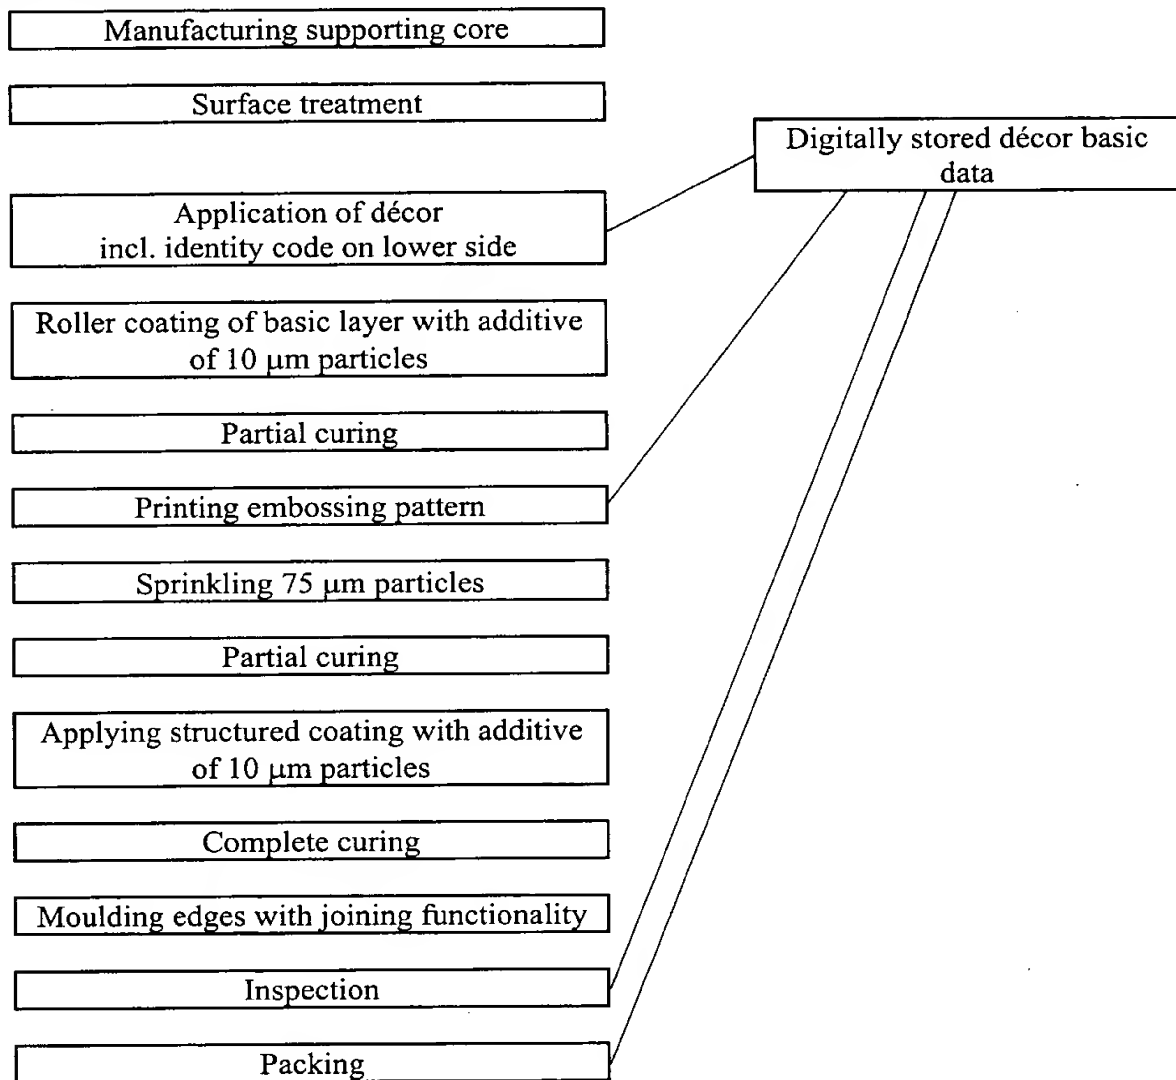 Manufacturing supporting core
Surface treatment
Digitally stored décor basic
data
Application of décor
incl. identity code on lower side
Roller coating of basic layer with additive
of 10 µm particles
Partial curing
Printing embossing pattern
Sprinkling 75 µm particles
Partial curing
Applying structured coating with additive
of 10 µm particles
Complete curing
Moulding edges with joining functionality
Inspection
Packing